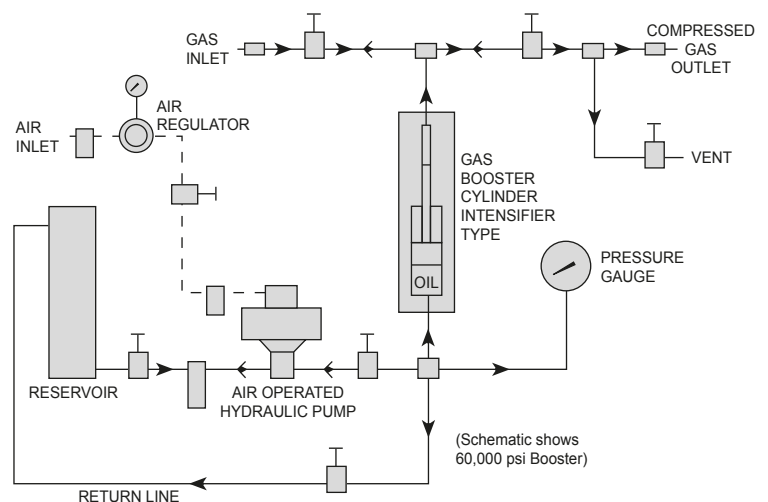 GAS
INLET
COMPRESSED
GAS
OUTLET
AIR
REGULATOR
AIR
INLET
GAS
BOOSTER
CYLINDER
INTENSIFIER
TYPE
VENT
OIL
PRESSURE
GAUGE
RESERVOIR
AIR OPERATED
HYDRAULIC PUMP
(Schematic shows
60,000 psi Booster)
RETURN LINE